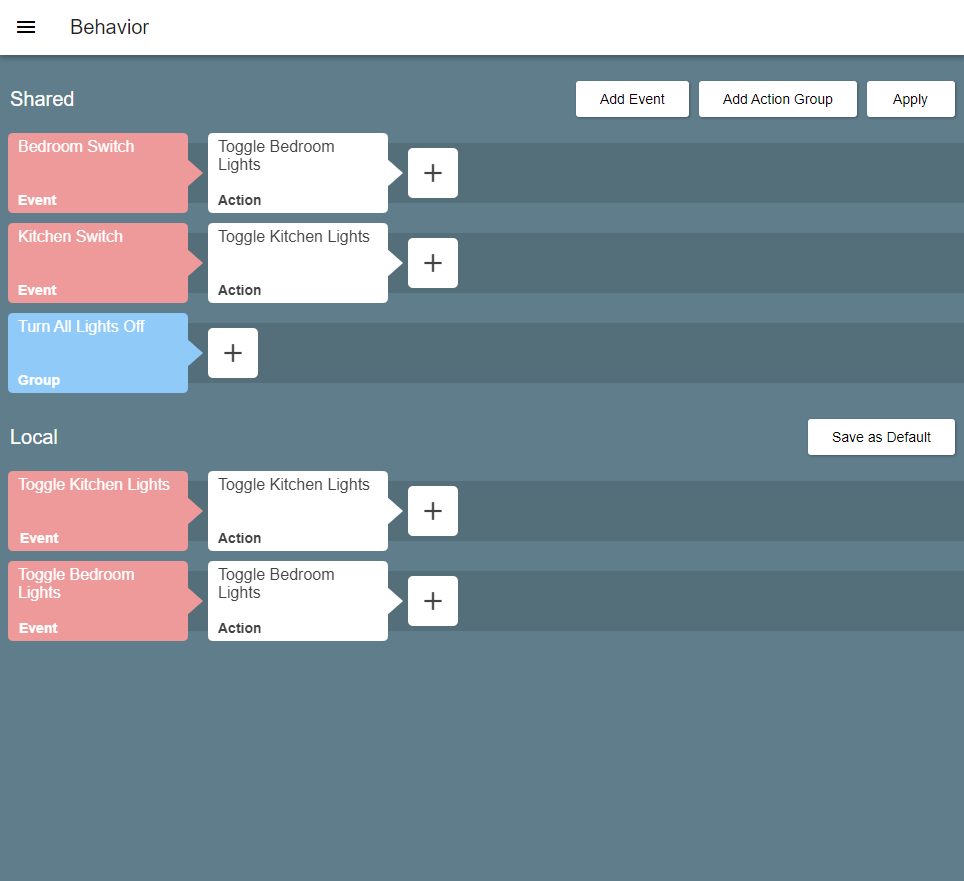 Behavior
Shared
Add Event
Add Action Group
Apply
Bedroom Switch
Event
Toggle Bedroom
Lights
Action
Kitchen Switch
Event
Toggle Kitchen Lights
Action
Turn All Lights Off
Group
Local
Save as Default
Toggle Kitchen Lights
Event
Toggle Kitchen Lights
Action
Toggle Bedroom
Lights
Event
Toggle Bedroom
Lights
Action